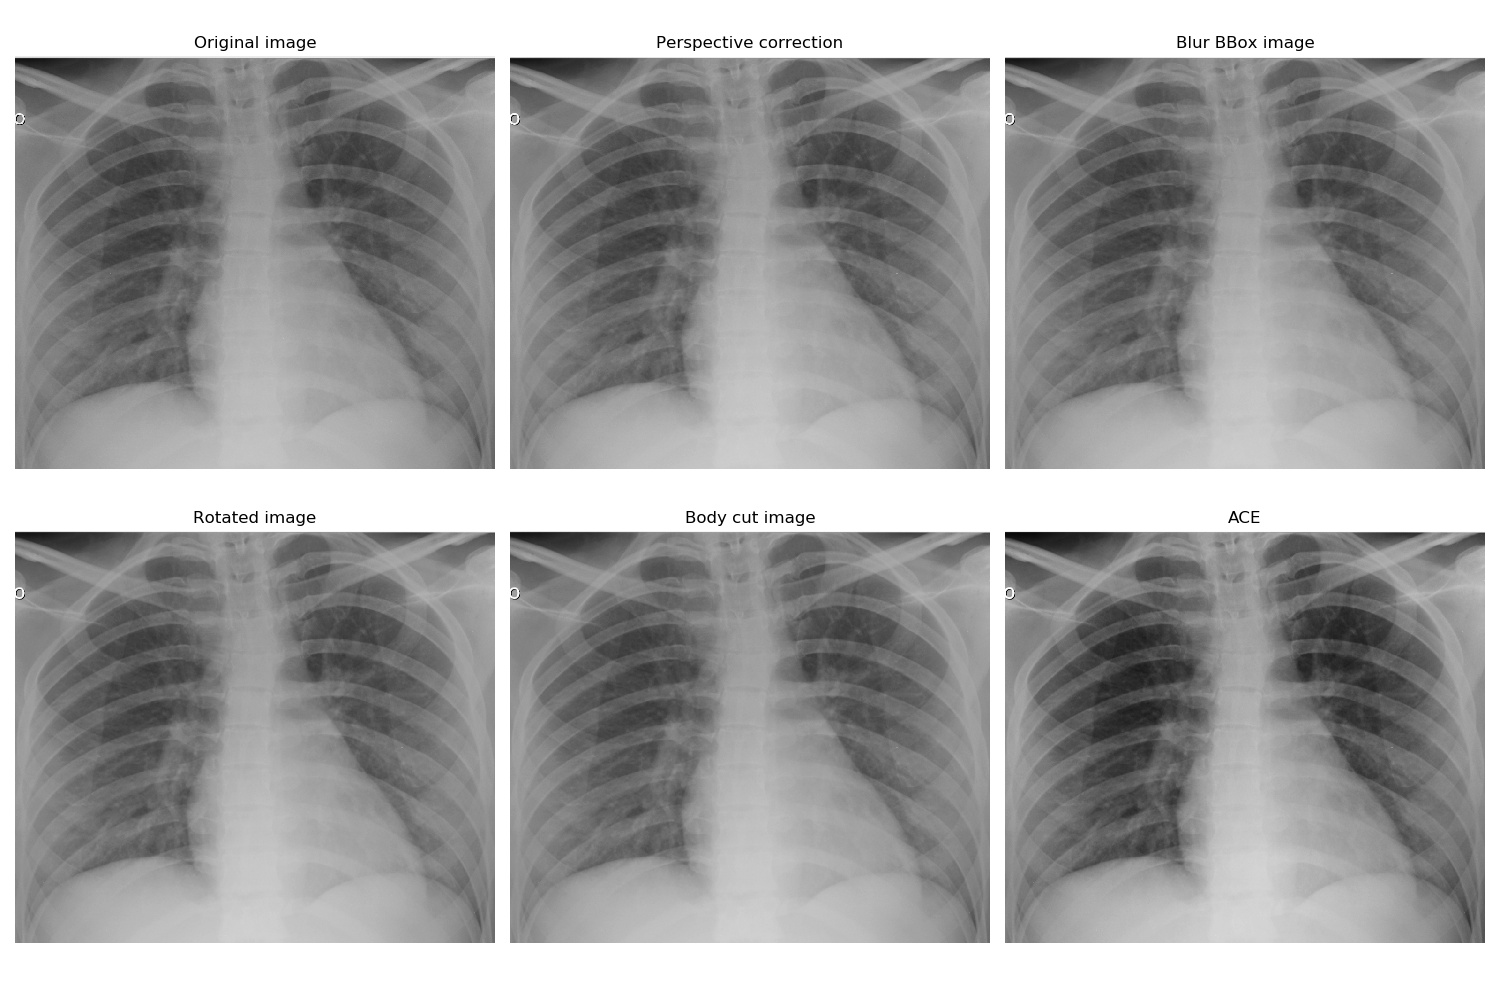 Original image
Perspective correction
Blur BBox image
O
O
O
Rotated image
Body cut image
ACE
O
O
O